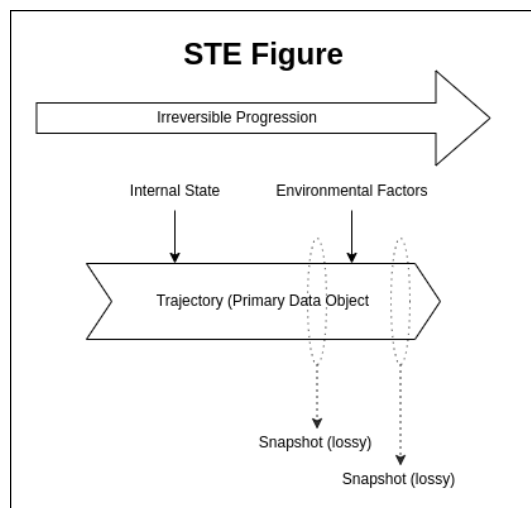 STE Figure
Irreversible Progression
Internal State
Environmental Factors
Trajectory (Primary Data Object
Snapshot (lossy)
Snapshot (lossy)